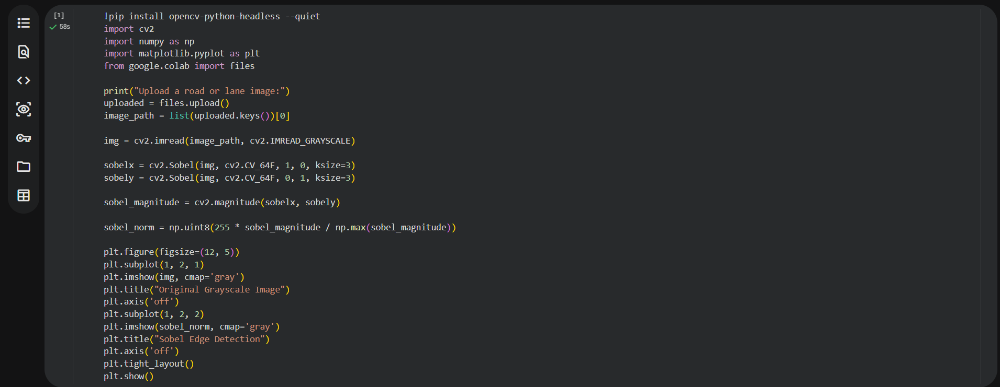 [1]
58s
!pip install opencv-python-headless --quiet
import cv2
import numpy as np
import matplotlib.pyplot as plt
from google.colab import files
print("Upload a road or lane image:")
uploaded = files.upload()
image_path = list(uploaded.keys())[0]
img = cv2.imread(image_path, cv2.IMREAD_GRAYSCALE)
sobelx = cv2.Sobel(img, cv2.CV_64F, 1, 0, ksize=3)
sobely = cv2.Sobel(img, cv2.CV_64F, 0, 1, ksize=3)
sobel_magnitude = cv2.magnitude(sobelx, sobely)
sobel_norm = np.uint8(255 * sobel_magnitude / np.max(sobel_magnitude))
plt.figure(figsize=(12, 5))
plt.subplot(1, 2, 1)
plt.imshow(img, cmap='gray')
plt.title("Original Grayscale Image")
plt.axis('off')
plt.subplot(1, 2, 2)
plt.imshow(sobel_norm, cmap='gray')
plt.title("Sobel Edge Detection")
plt.axis('off')
plt.tight_layout()
plt.show()